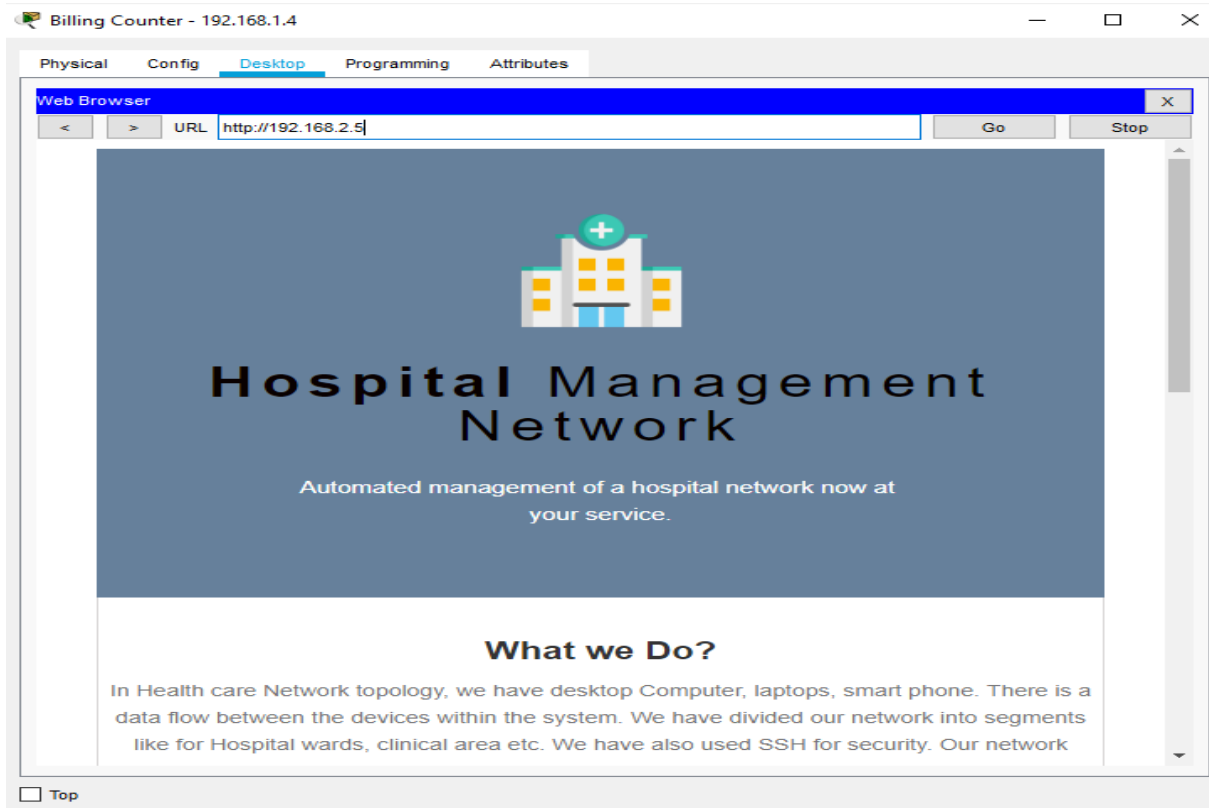 Billing Counter - 192.168.1.4
Physical Config Desktop Programming Attributes
Web Browser X
< > URL http://192.168.2.5 Go Stop
Hospital Management
Network
Automated management of a hospital network now at
your service.
What we Do?
In Health care Network topology, we have desktop Computer, laptops, smart phone. There is a
data flow between the devices within the system. We have divided our network into segments
like for Hospital wards, clinical area etc. We have also used SSH for security. Our network
Top